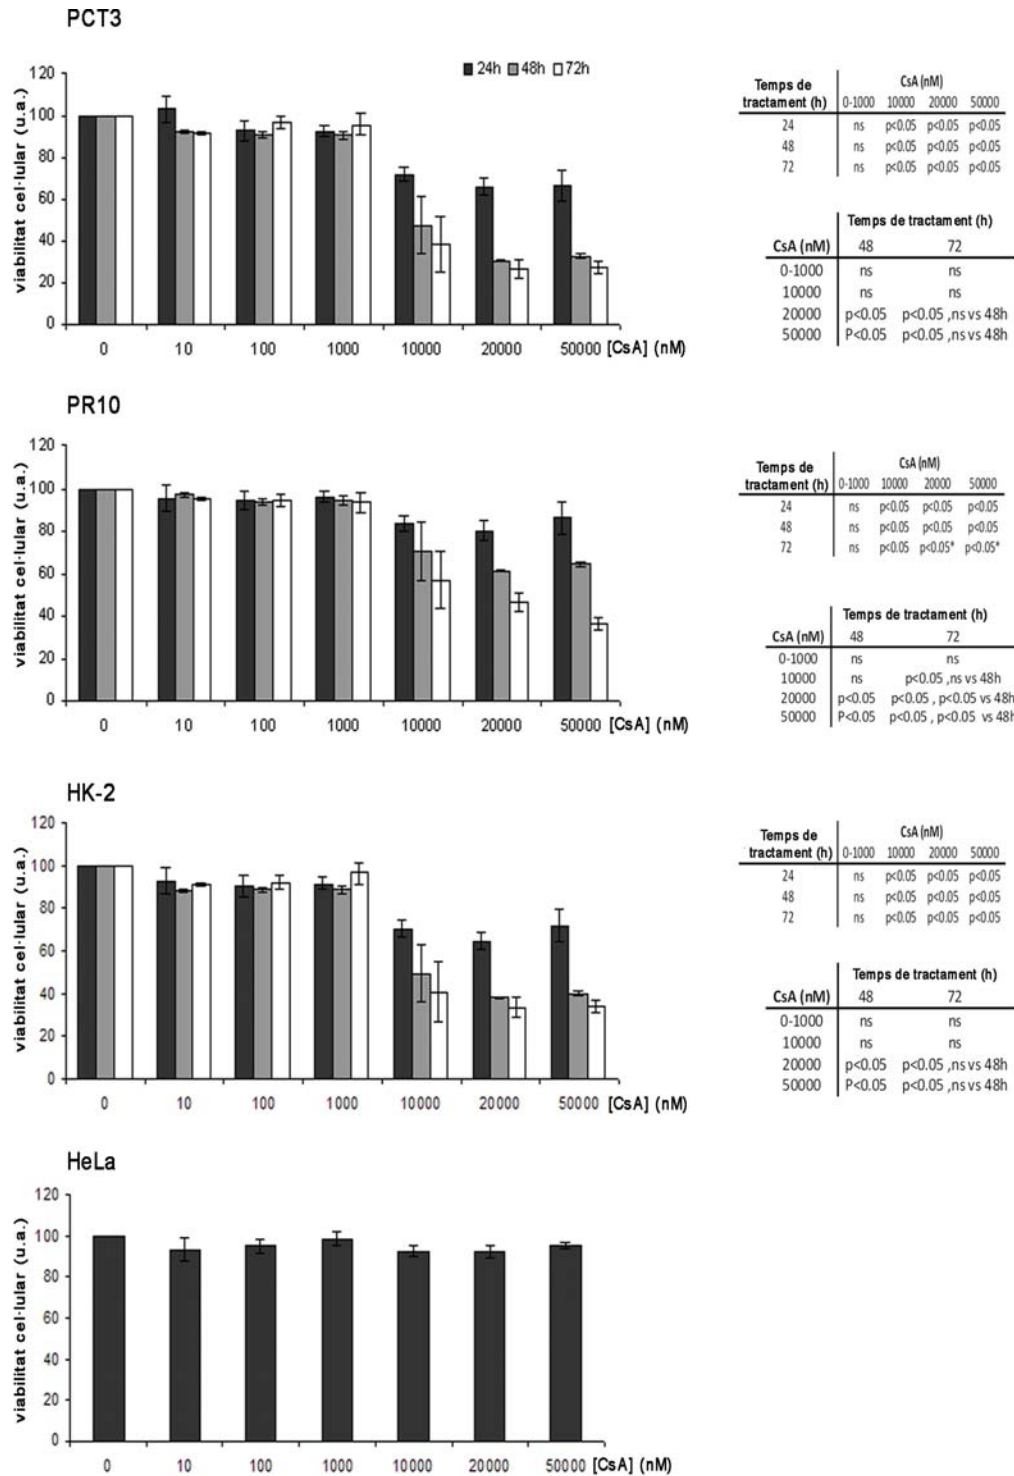 PCT3
24h 48h 72h
viabilitat cel·lular (u.a.)
120
100
80
60
40
20
0
0 10 100 1000 10000 20000 50000 [CsA] (nM)
Temps de tractament (h) CsA (nM)
0-1000 10000 20000 50000
24 ns p<0.05 p<0.05 p<0.05
48 ns p<0.05 p<0.05 p<0.05
72 ns p<0.05 p<0.05 p<0.05
Temps de tractament (h)
CsA (nM) 48 72
0-1000 ns ns
10000 ns ns
20000 p<0.05 p<0.05 ,ns vs 48h
50000 P<0.05 p<0.05 ,ns vs 48h
PR10
viabilitat cel·lular (u.a.)
120
100
80
60
40
20
0
0 10 100 1000 10000 20000 50000 [CsA] (nM)
Temps de tractament (h) CsA (nM)
0-1000 10000 20000 50000
24 ns p<0.05 p<0.05 p<0.05
48 ns p<0.05 p<0.05 p<0.05
72 ns p<0.05 p<0.05* p<0.05*
Temps de tractament (h)
CsA (nM) 48 72
0-1000 ns ns
10000 ns p<0.05 ,ns vs 48h
20000 p<0.05 p<0.05 , p<0.05 vs 48h
50000 P<0.05 p<0.05 , p<0.05 vs 48h
HK-2
viabilitat cel·lular (u.a.)
120
100
80
60
40
20
0
0 10 100 1000 10000 20000 50000 [CsA] (nM)
Temps de tractament (h) CsA (nM)
0-1000 10000 20000 50000
24 ns p<0.05 p<0.05 p<0.05
48 ns p<0.05 p<0.05 p<0.05
72 ns p<0.05 p<0.05 p<0.05
Temps de tractament (h)
CsA (nM) 48 72
0-1000 ns ns
10000 ns ns
20000 p<0.05 p<0.05 ,ns vs 48h
50000 P<0.05 p<0.05 ,ns vs 48h
HeLa
viabilitat cel·lular (u.a.)
120
100
80
60
40
20
0
0 10 100 1000 10000 20000 50000 [CsA] (nM)